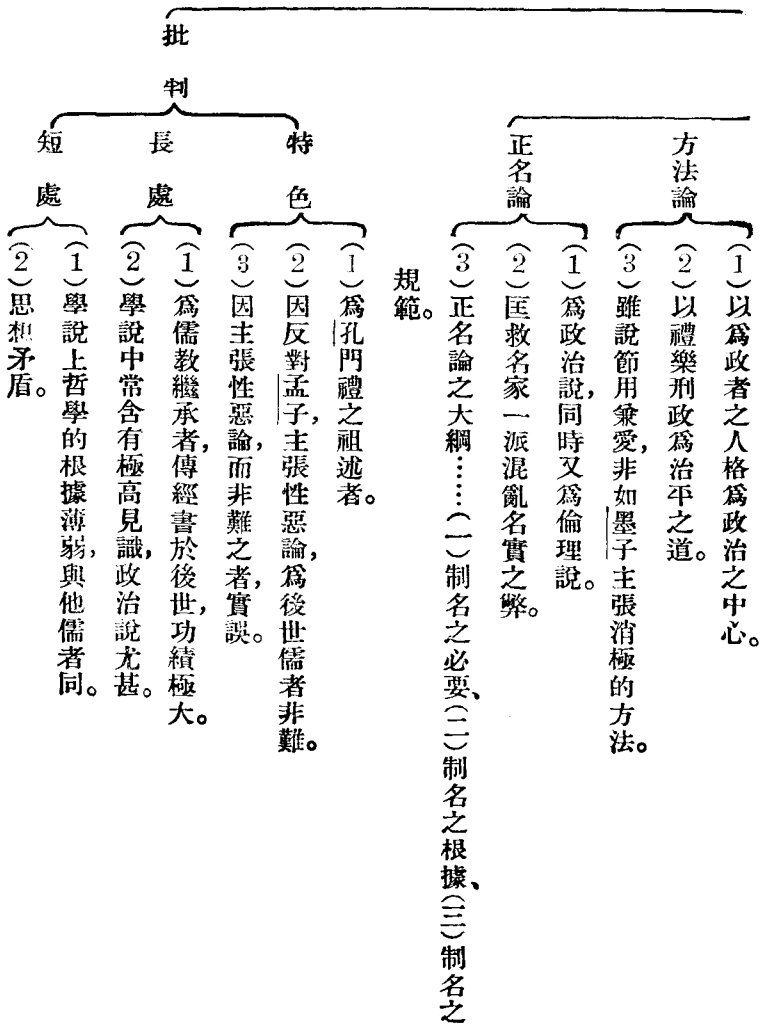 方法論
（1）以爲政者之人格爲政治之中心。
（2）以禮樂刑政爲治平之道。
（3）雖說節用兼愛，非如墨子主張消極的方法。
正名論
（1）爲政治說，同時又爲倫理說。
（2）匡救名家一派混亂名實之弊。
（3）正名論之大綱……（一）制名之必要、（二）制名之根據、（三）制名之
規範。
批判
特色
（1）爲孔門禮之祖述者。
（2）因反對孟子，主張性惡論，爲後世儒者非難。
（3）因主張性惡論，而非難之者，實誤。
長處
（1）爲儒教繼承者，傳經書於後世，功績極大。
（2）學說中常含有極高見識，政治說尤甚。
短處
（1）學說上哲學的根據薄弱，與他儒者同。
（2）思想矛盾。